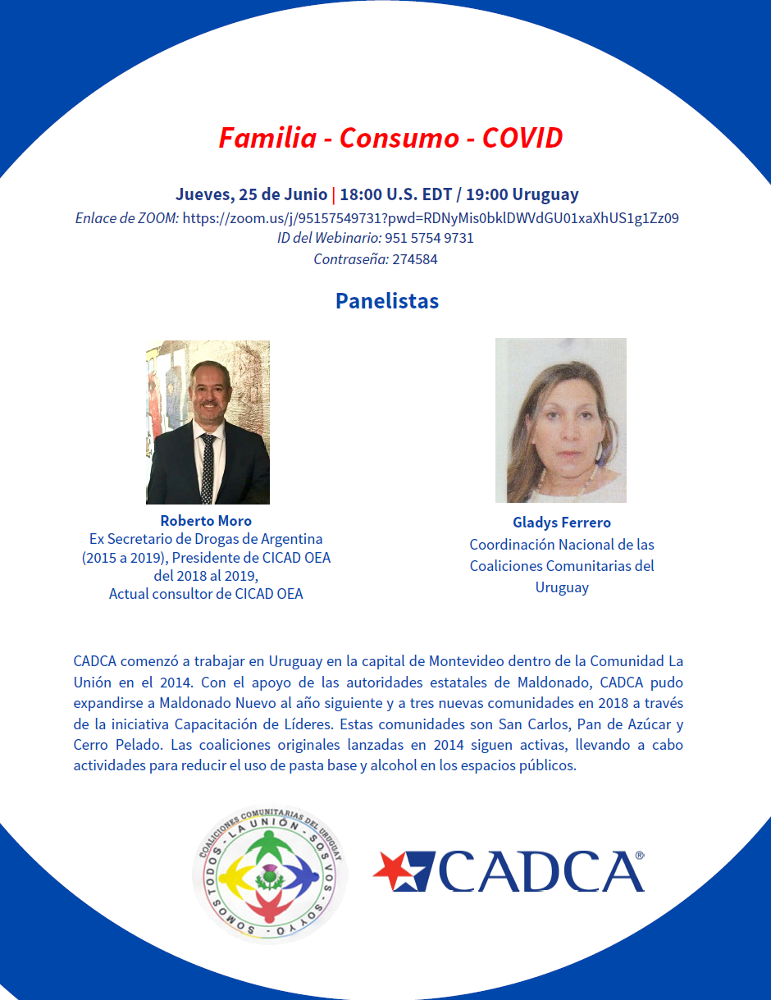 Familia - Consumo - COVID
Jueves, 25 de Junio | 18:00 U.S. EDT / 19:00 Uruguay
Enlace de ZOOM: https://zoom.us/j/95157549731?pwd=RDNyMis0bklDWVdGU01xaXhUS1g1Zz09
ID del Webinario: 951 5754 9731
Contraseña: 274584
Panelistas
Roberto Moro
Ex Secretario de Drogas de Argentina
(2015 a 2019), Presidente de CICAD OEA
del 2018 al 2019,
Actual consultor de CICAD OEA
Gladys Ferrero
Coordinación Nacional de las
Coaliciones Comunitarias del
Uruguay
CADCA comenzó a trabajar en Uruguay en la capital de Montevideo dentro de la Comunidad La
Unión en el 2014. Con el apoyo de las autoridades estatales de Maldonado, CADCA pudo
expandirse a Maldonado Nuevo al año siguiente y a tres nuevas comunidades en 2018 a través
de la iniciativa Capacitación de Líderes. Estas comunidades son San Carlos, Pan de Azúcar y
Cerro Pelado. Las coaliciones originales lanzadas en 2014 siguen activas, llevando a cabo
actividades para reducir el uso de pasta base y alcohol en los espacios públicos.
COALICIONES COMUNITARIAS DEL URUGUAY
SOMOS TODOS - LA UNIÓN - SOS VOS - SOY YO -
CADCA®